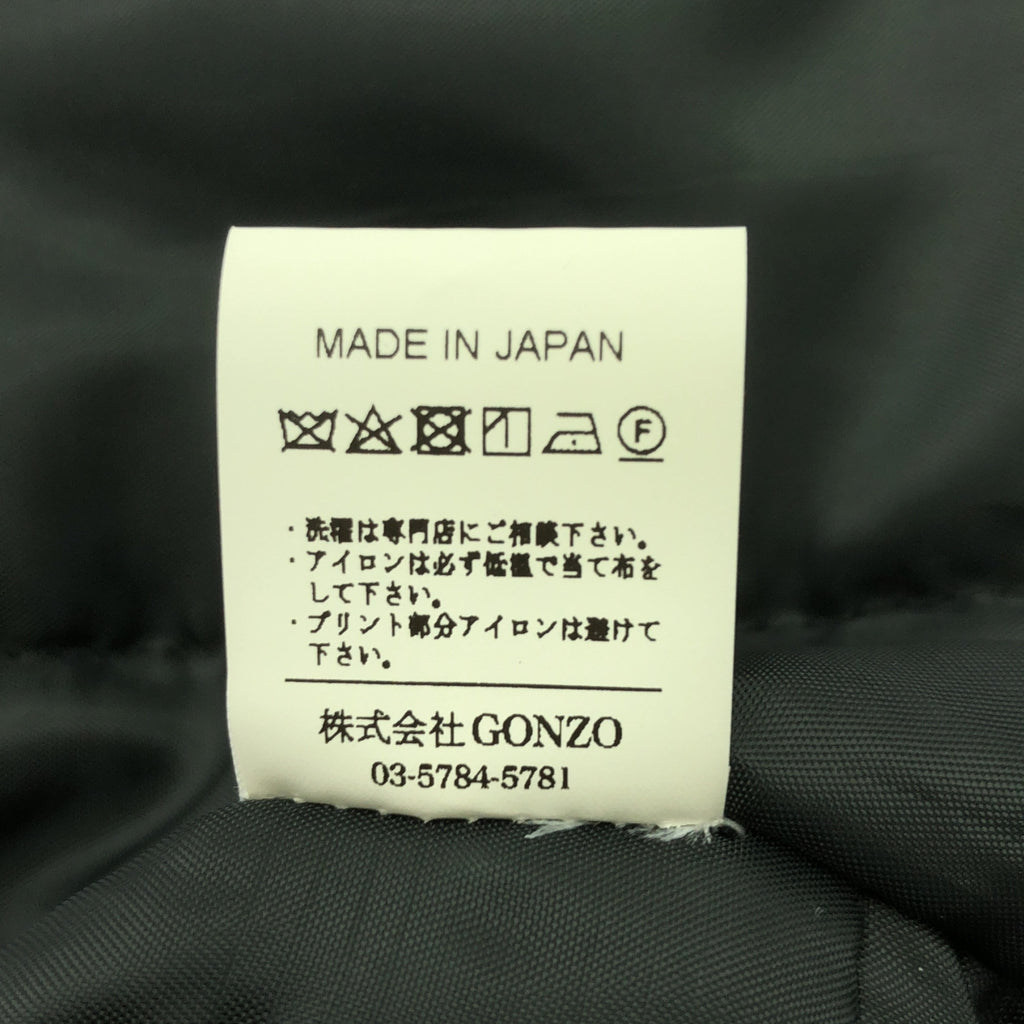 MADE IN JAPAN
F
・洗濯は専門店にご相談下さい。
・アイロンは必ず低温で当て布を
して下さい。
・プリント部分アイロンは避けて
下さい。
株式会社GONZO
03-5784-5781